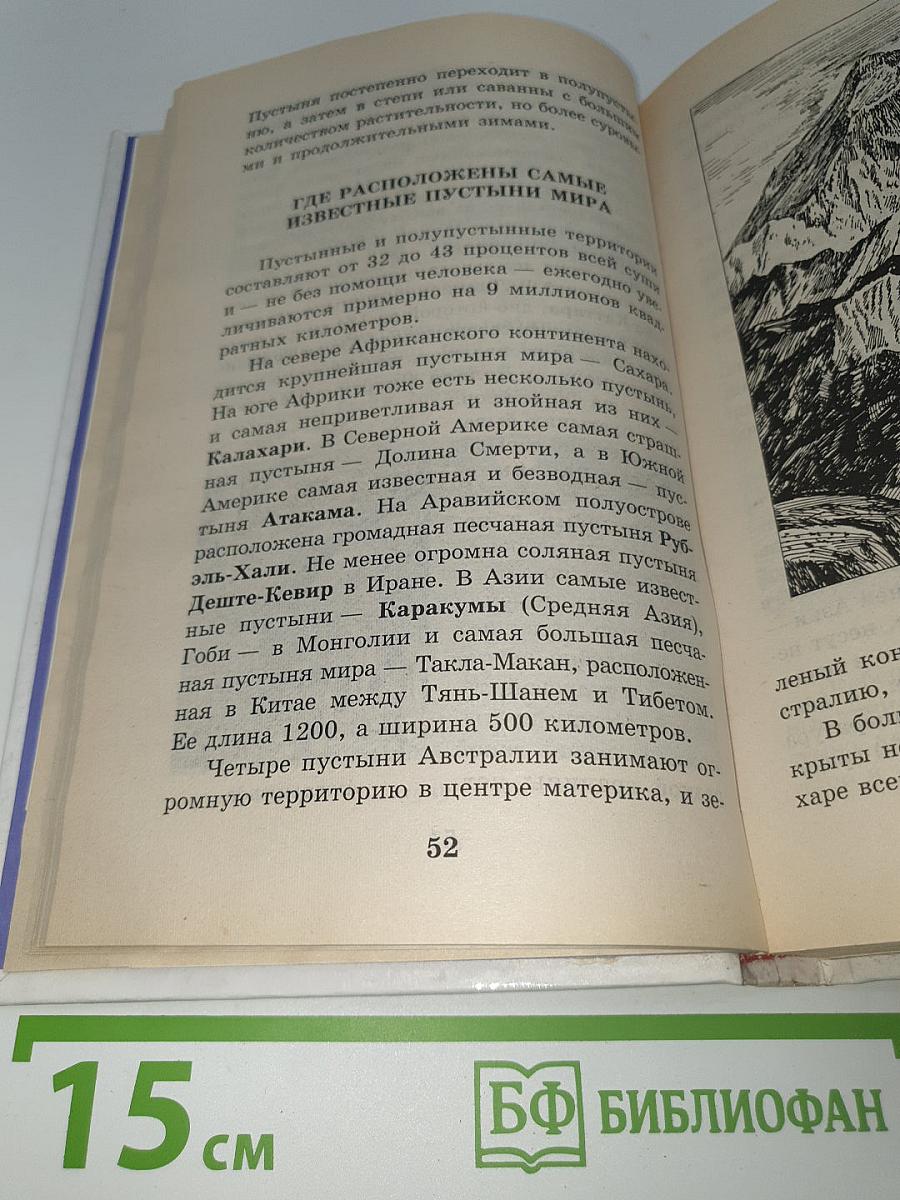 Пустыня постепенно переходит в полупусты-
ню, а затем в степи или саванны с большим
количеством растительности, но более суровы-
ми и продолжительными зимами.
ГДЕ РАСПОЛОЖЕНЫ САМЫЕ
ИЗВЕСТНЫЕ ПУСТЫНИ МИРА
Пустынные и полупустынные территории
составляют от 32 до 43 процентов всей суши
и — не без помощи человека — ежегодно уве-
личиваются примерно на 9 миллионов квад-
ратных километров.
На севере Африканского континента нахо-
дится крупнейшая пустыня мира — Сахара.
На юге Африки тоже есть несколько пустынь,
и самая неприветливая и знойная из них —
Калахари. В Северной Америке самая страш-
ная пустыня — Долина Смерти, а в Южной
Америке самая известная и безводная — пус-
тыня Атакама. На Аравийском полуострове
расположена громадная песчаная пустыня Руб-
эль-Хали. Не менее огромна соляная пустыня
Деште-Кевир в Иране. В Азии самые извест-
ные пустыни — Каракумы (Средняя Азия),
Гоби — в Монголии и самая большая песча-
ная пустыня мира — Такла-Макан, расположен-
ная в Китае между Тянь-Шанем и Тибетом.
Ее длина 1200, а ширина 500 километров.
Четыре пустыни Австралии занимают ог-
ромную территорию в центре материка, и зе-
52
леный кон
стралию,
В боль
крыты не
харе все
15 см
БФ БИБЛИОФАН